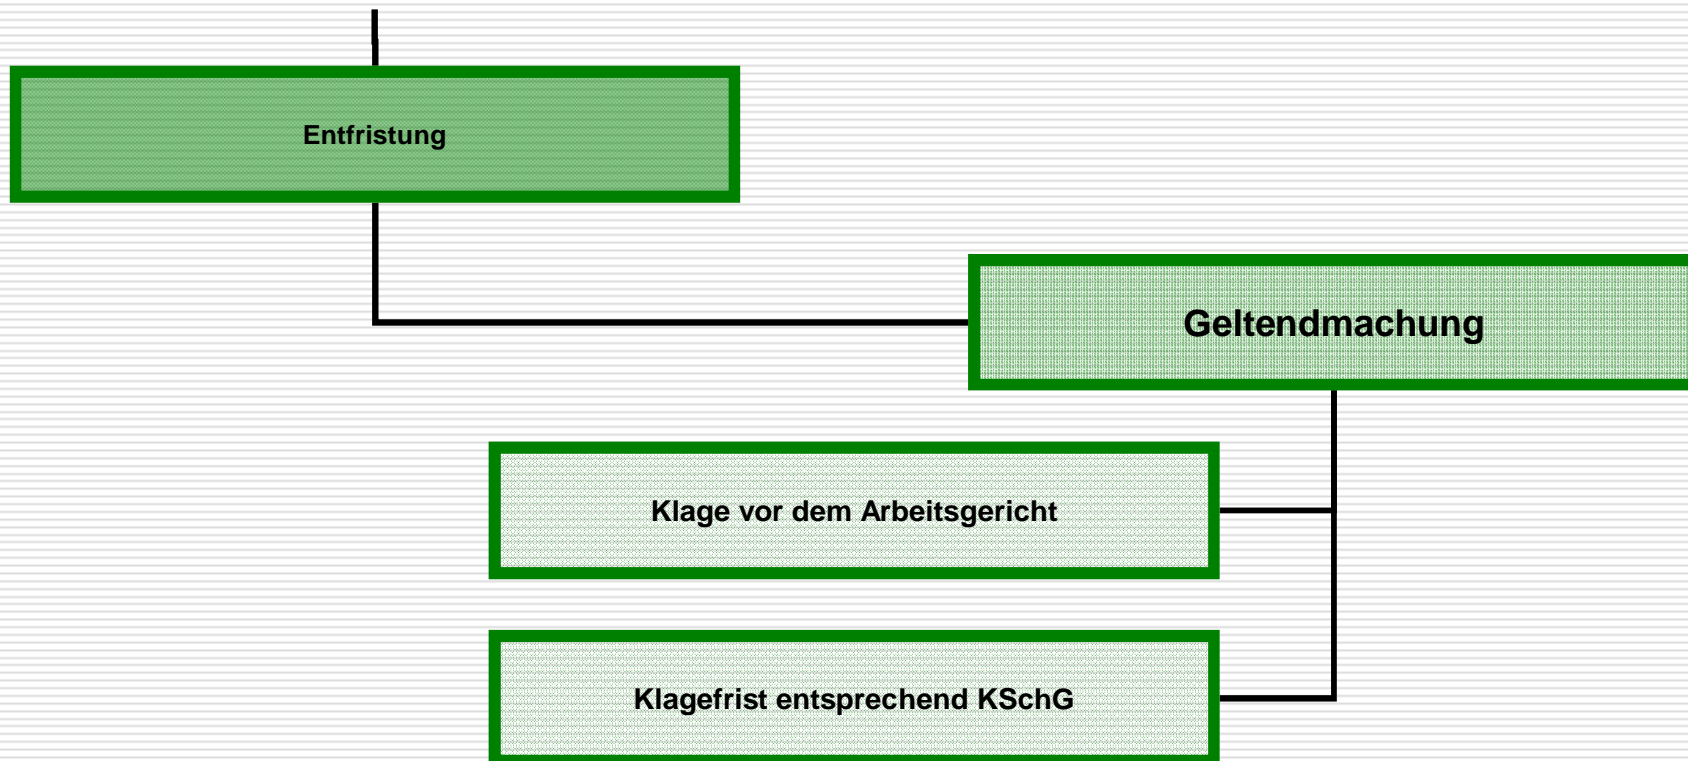 Entfristung
Geltendmachung
Klage vor dem Arbeitsgericht
Klagefrist entsprechend KSchG